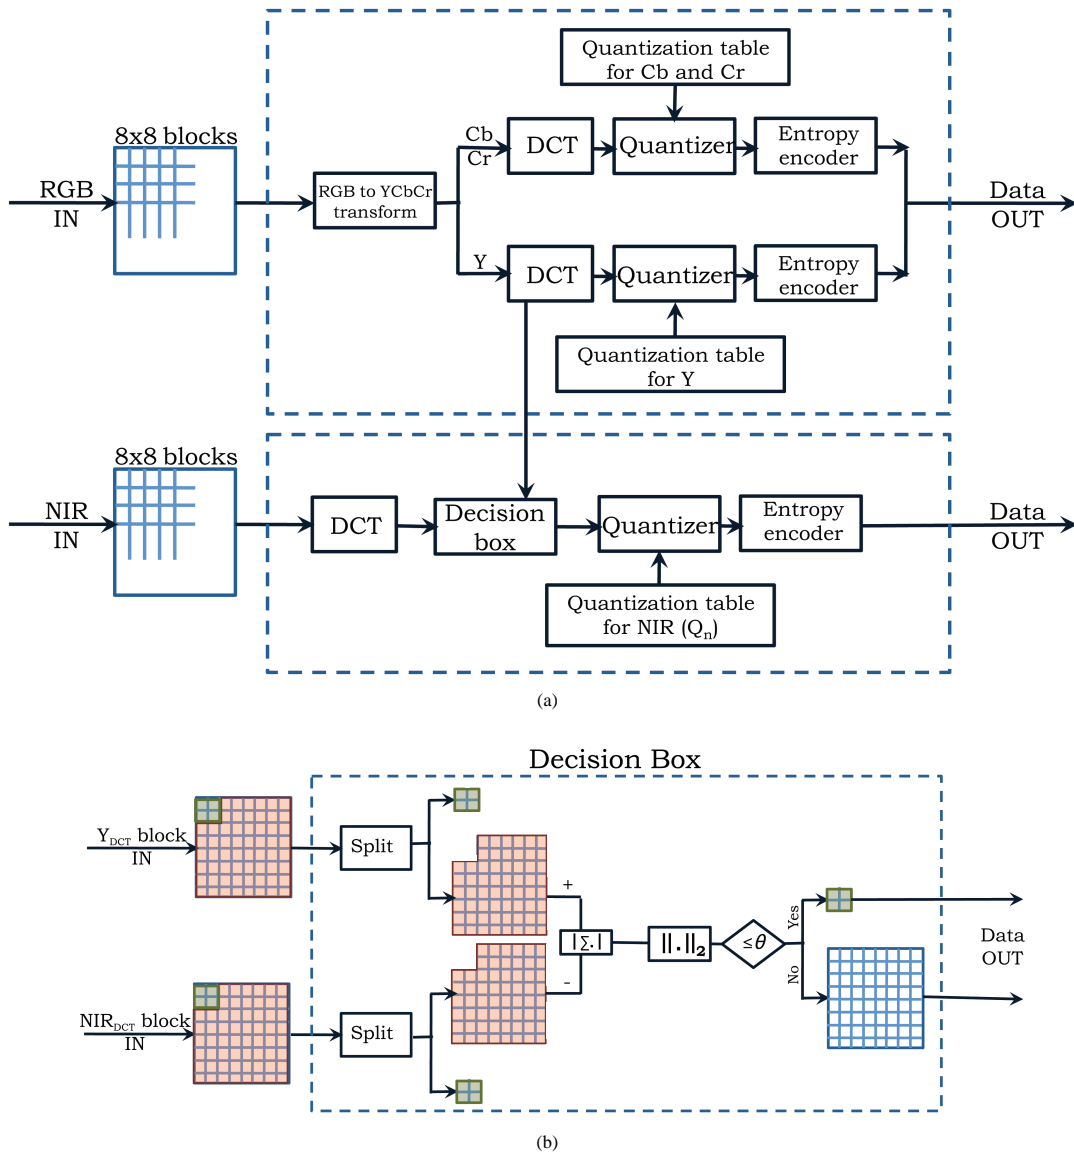 Quantization table
for Cb and Cr
8x8 blocks
Cb
Cr
DCT
Quantizer
Entropy
encoder
RGB
IN
RGB to YCbCr
transform
Data
OUT
Y
DCT
Quantizer
Entropy
encoder
Quantization table
for Y
8x8 blocks
NIR
IN
DCT
Decision
box
Quantizer
Entropy
encoder
Data
OUT
Quantization table
for NIR (Qn)
(a)
Decision Box
YDCT block
IN
Split
+
|∑.|
-
||.||2
≤θ
Yes
No
Data
OUT
NIRDCT block
IN
Split
(b)